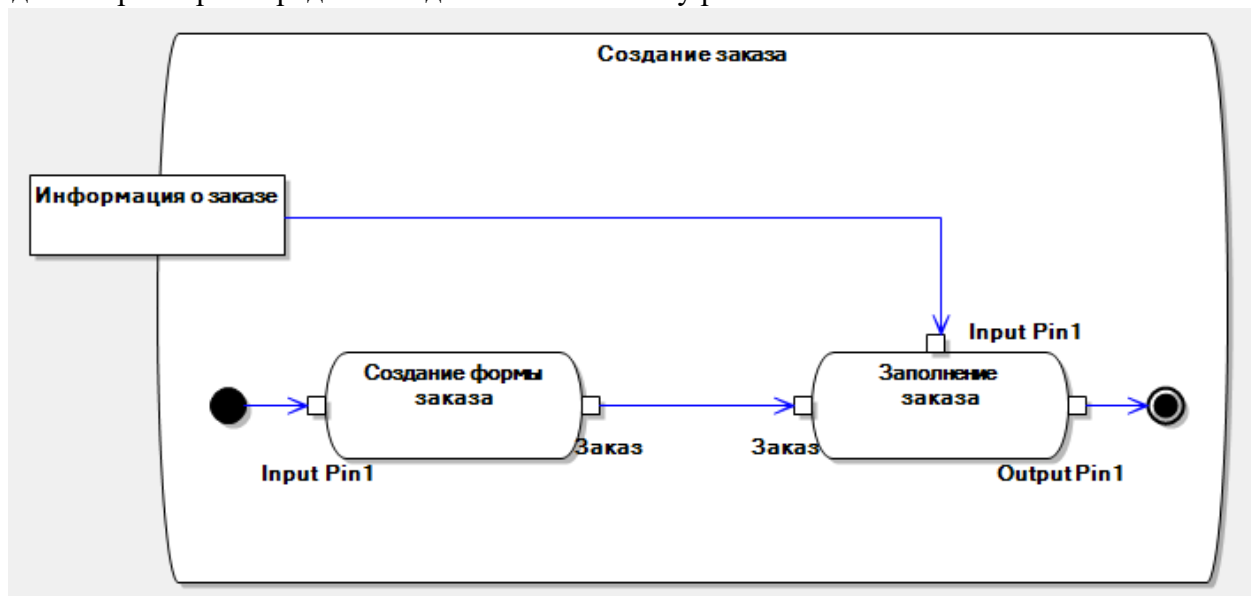 Создание заказа
Информация о заказе
Input Pin1
Создание формы
заказа
Заполнение
заказа
Заказ
Заказ
Input Pin1
Output Pin1